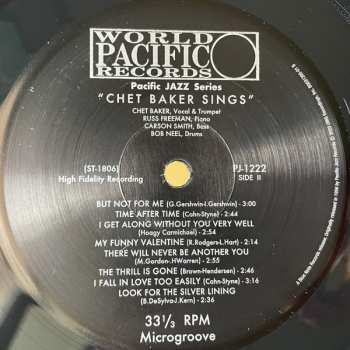 WORLD
PACIFIC
RECORDS
Pacific JAZZ Series
"CHET BAKER SINGS"
CHET BAKER, Vocal & Trumpet
RUSS FREEMAN, Piano
CARSON SMITH, Bass
BOB NEEL, Drums
(ST-1806)
High Fidelity Recording
PJ-1222
SIDE II
BUT NOT FOR ME (G.Gershwin-I.Gershwin) - 3:00
TIME AFTER TIME (Cahn-Styne) - 2:44
I GET ALONG WITHOUT YOU VERY WELL
(Hoagy Carmichael) - 2:54
MY FUNNY VALENTINE (R.Rodgers-L.Hart) - 2:14
THERE WILL NEVER BE ANOTHER YOU
(M.Gordon-.HWarren) - 2:55
THE THRILL IS GONE (Brown-Hendersen) - 2:46
I FALL IN LOVE TOO EASILY (Cahn-Styne) - 3:16
LOOK FOR THE SILVER LINING
(B.DeSylva-J.Kern) - 2:36
33⅓ RPM
Microgroove